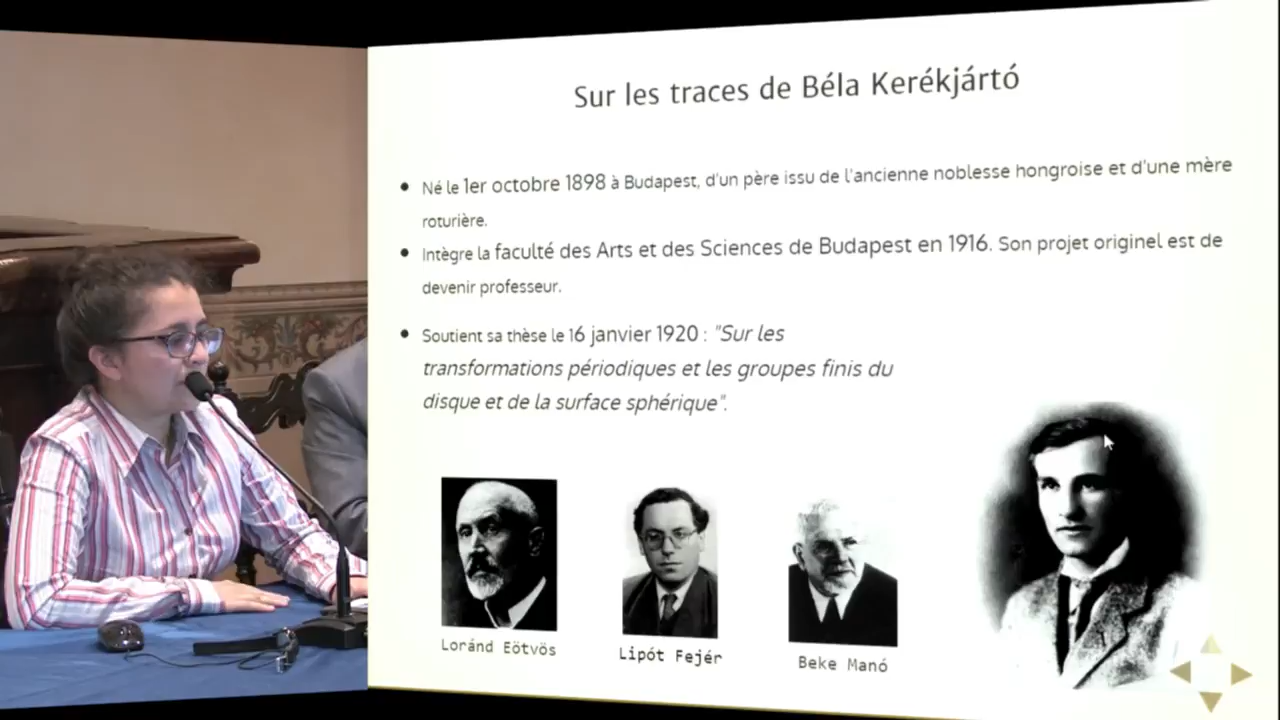 Sur les traces de Béla Kerékjártó
Né le 1er octobre 1898 à Budapest, d'un père issu de l'ancienne noblesse hongroise et d'une mère
roturière.
Intègre la faculté des Arts et des Sciences de Budapest en 1916. Son projet originel est de
devenir professeur.
Soutient sa thèse le 16 janvier 1920 : "Sur les
transformations périodiques et les groupes finis du
disque et de la surface sphérique".
Loránd Eötvös
Lipót Fejér
Beke Manó